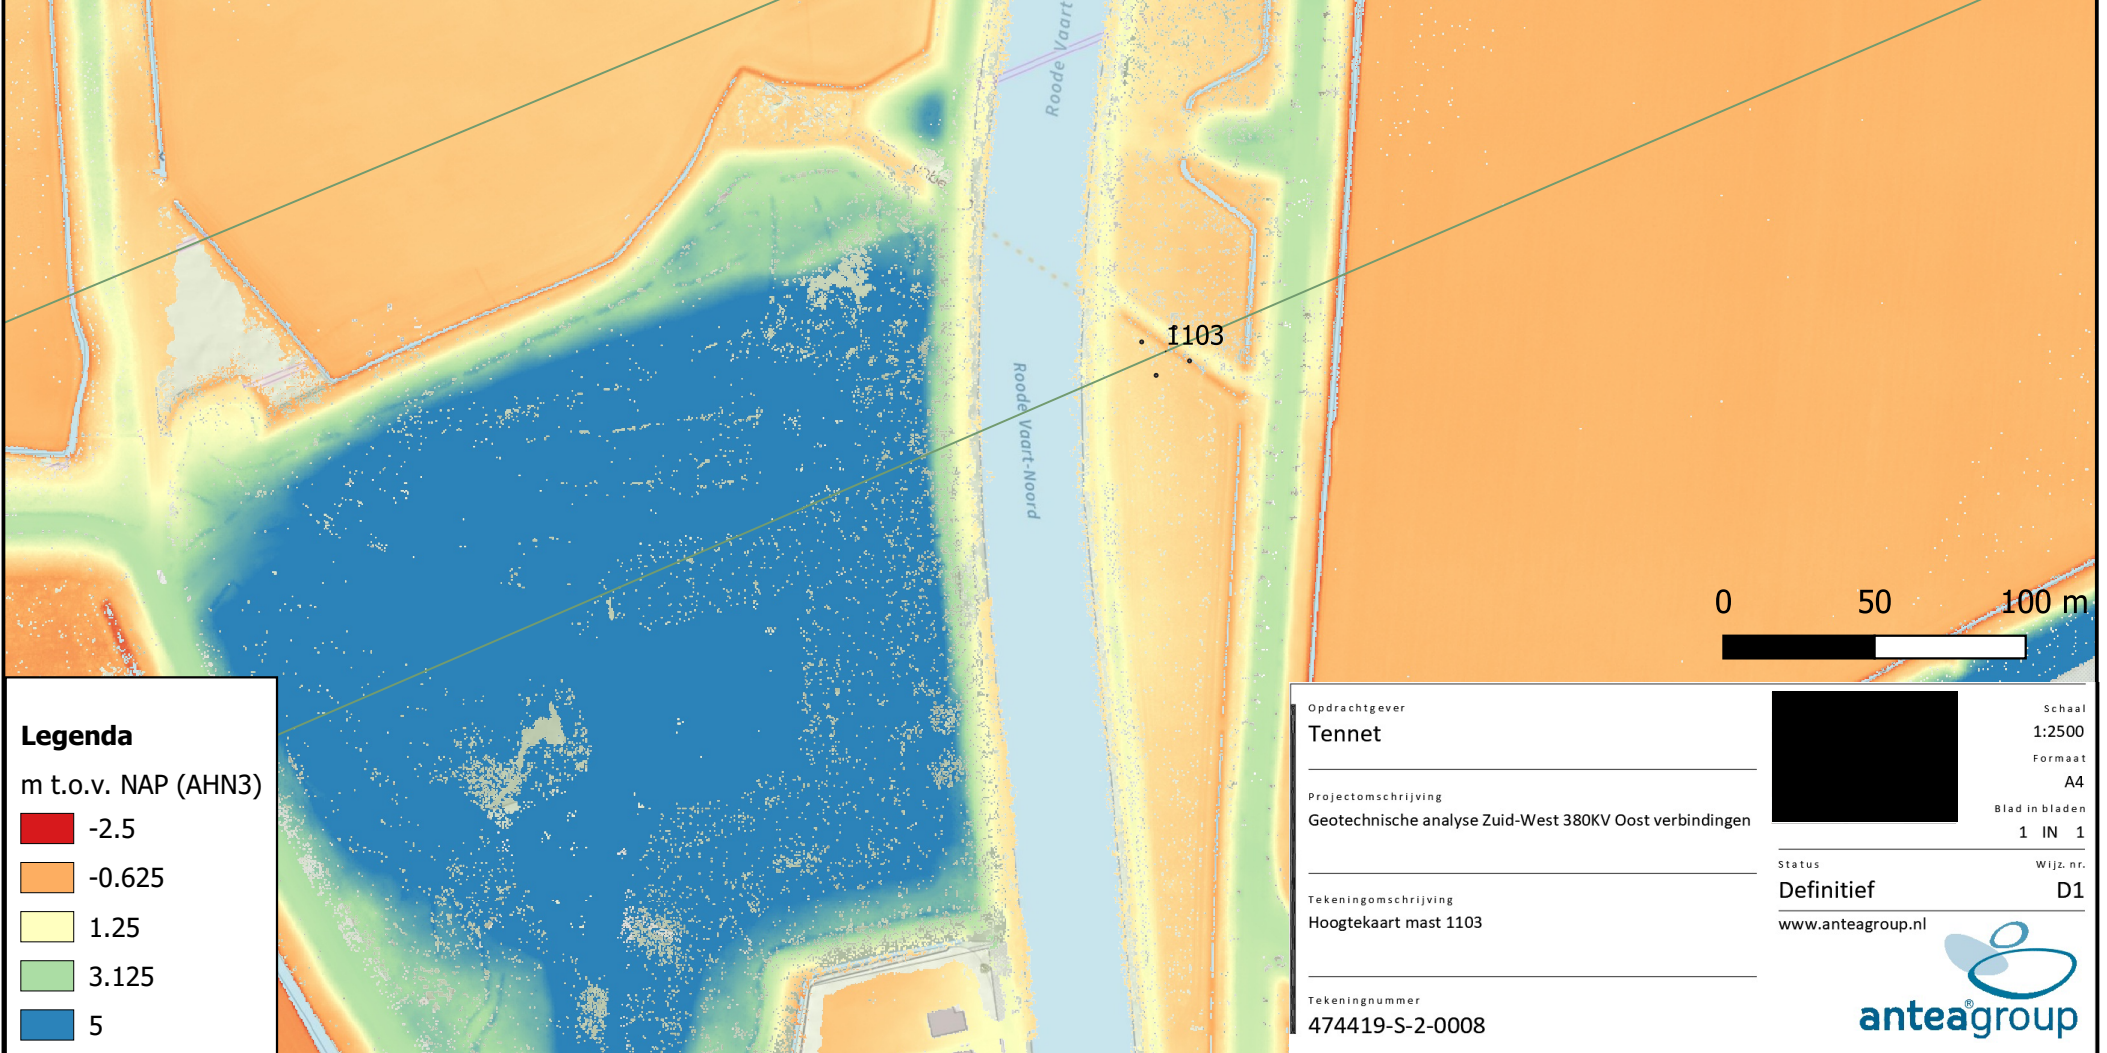 Roode Vaart
1103
Roode Vaart-Noord
0 50 100 m
Legenda
m t.o.v. NAP (AHN3)
-2.5
-0.625
1.25
3.125
5
Opdrachtgever
Tennet
Projectomschrijving
Geotechnische analyse Zuid-West 380KV Oost verbindingen
Tekeningomschrijving
Hoogtekaart mast 1103
Tekeningnummer
474419-S-2-0008
Schaal
1:2500
Formaat
A4
Blad in bladen
1 IN 1
Status
Definitief
Wijz. nr.
D1
www.anteagroup.nl
anteagroup®